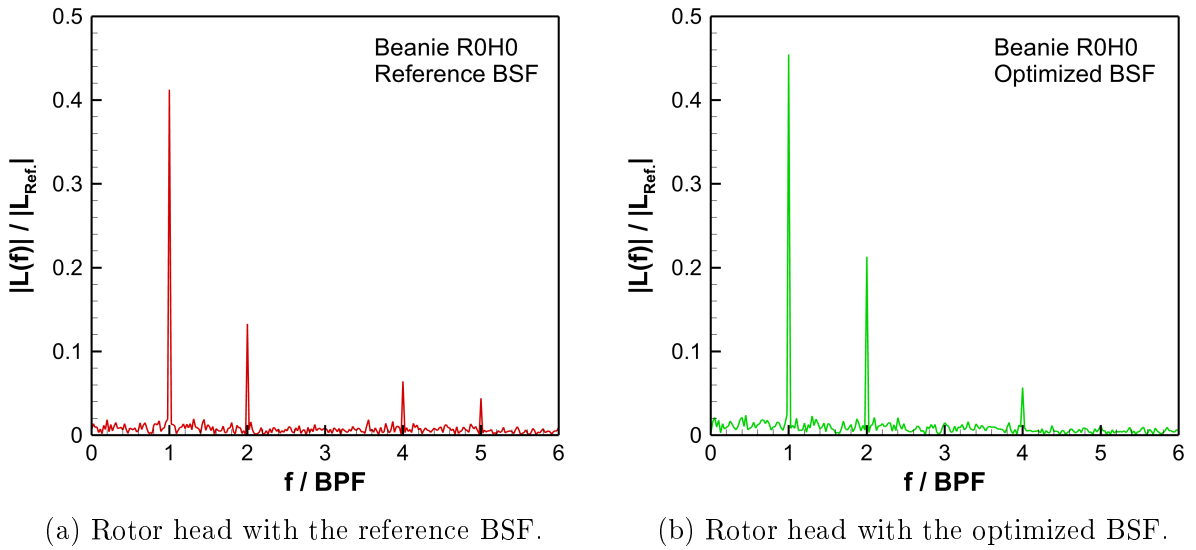 0.5
0.4
0.3
0.2
0.1
0
|L(f)| / |L_Ref.|
Beanie R0H0
Reference BSF
0 1 2 3 4 5 6
f / BPF
(a) Rotor head with the reference BSF.
0.5
0.4
0.3
0.2
0.1
0
|L(f)| / |L_Ref.|
Beanie R0H0
Optimized BSF
0 1 2 3 4 5 6
f / BPF
(b) Rotor head with the optimized BSF.